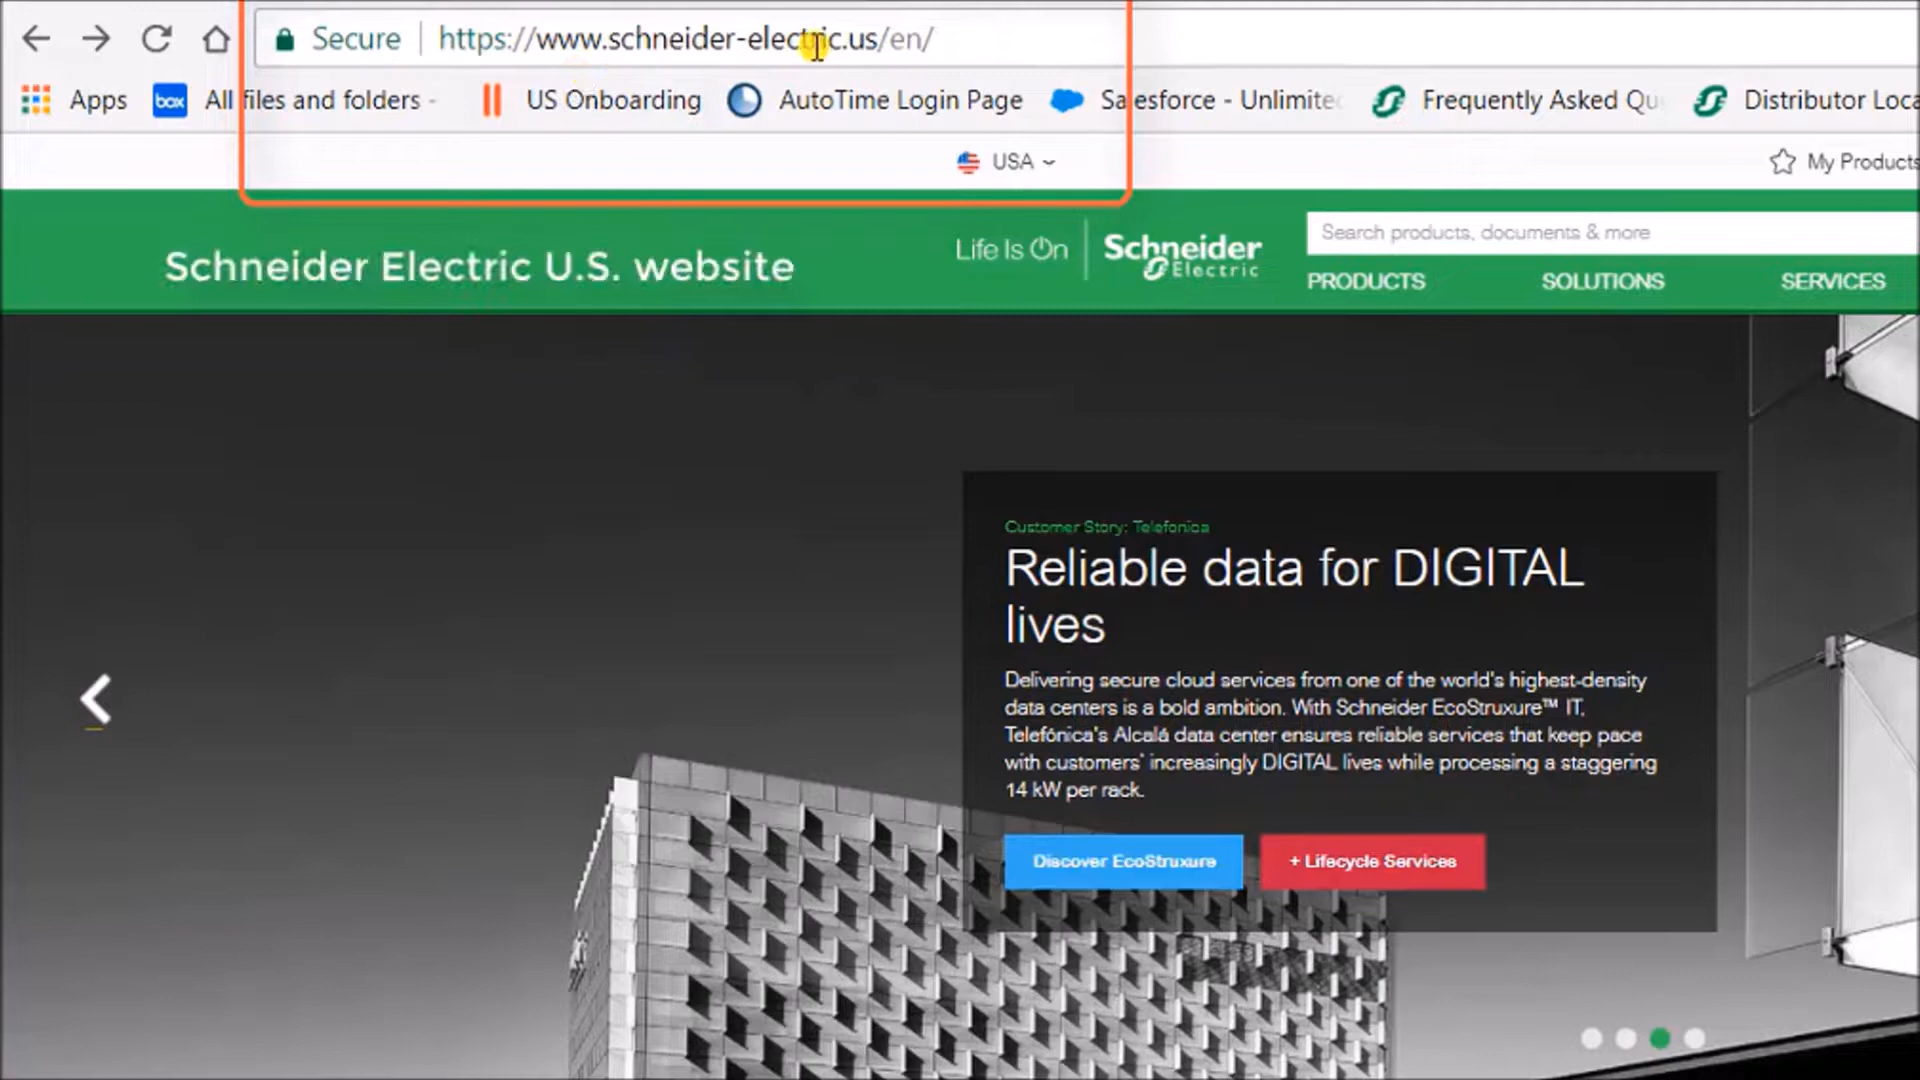 Secure | https://www.schneider-electric.us/en/
Apps box All files and folders - US Onboarding AutoTime Login Page Salesforce - Unlimited Frequently Asked Qu Distributor Loca
USA My Products
Schneider Electric U.S. website
Life Is On Schneider Electric
Search products, documents & more
PRODUCTS SOLUTIONS SERVICES
Customer Story: Telefonica
Reliable data for DIGITAL
lives
Delivering secure cloud services from one of the world's highest-density
data centers is a bold ambition. With Schneider EcoStruxure™ IT,
Telefónica's Alcalá data center ensures reliable services that keep pace
with customers' increasingly DIGITAL lives while processing a staggering
14 kW per rack.
Discover EcoStruxure + Lifecycle Services